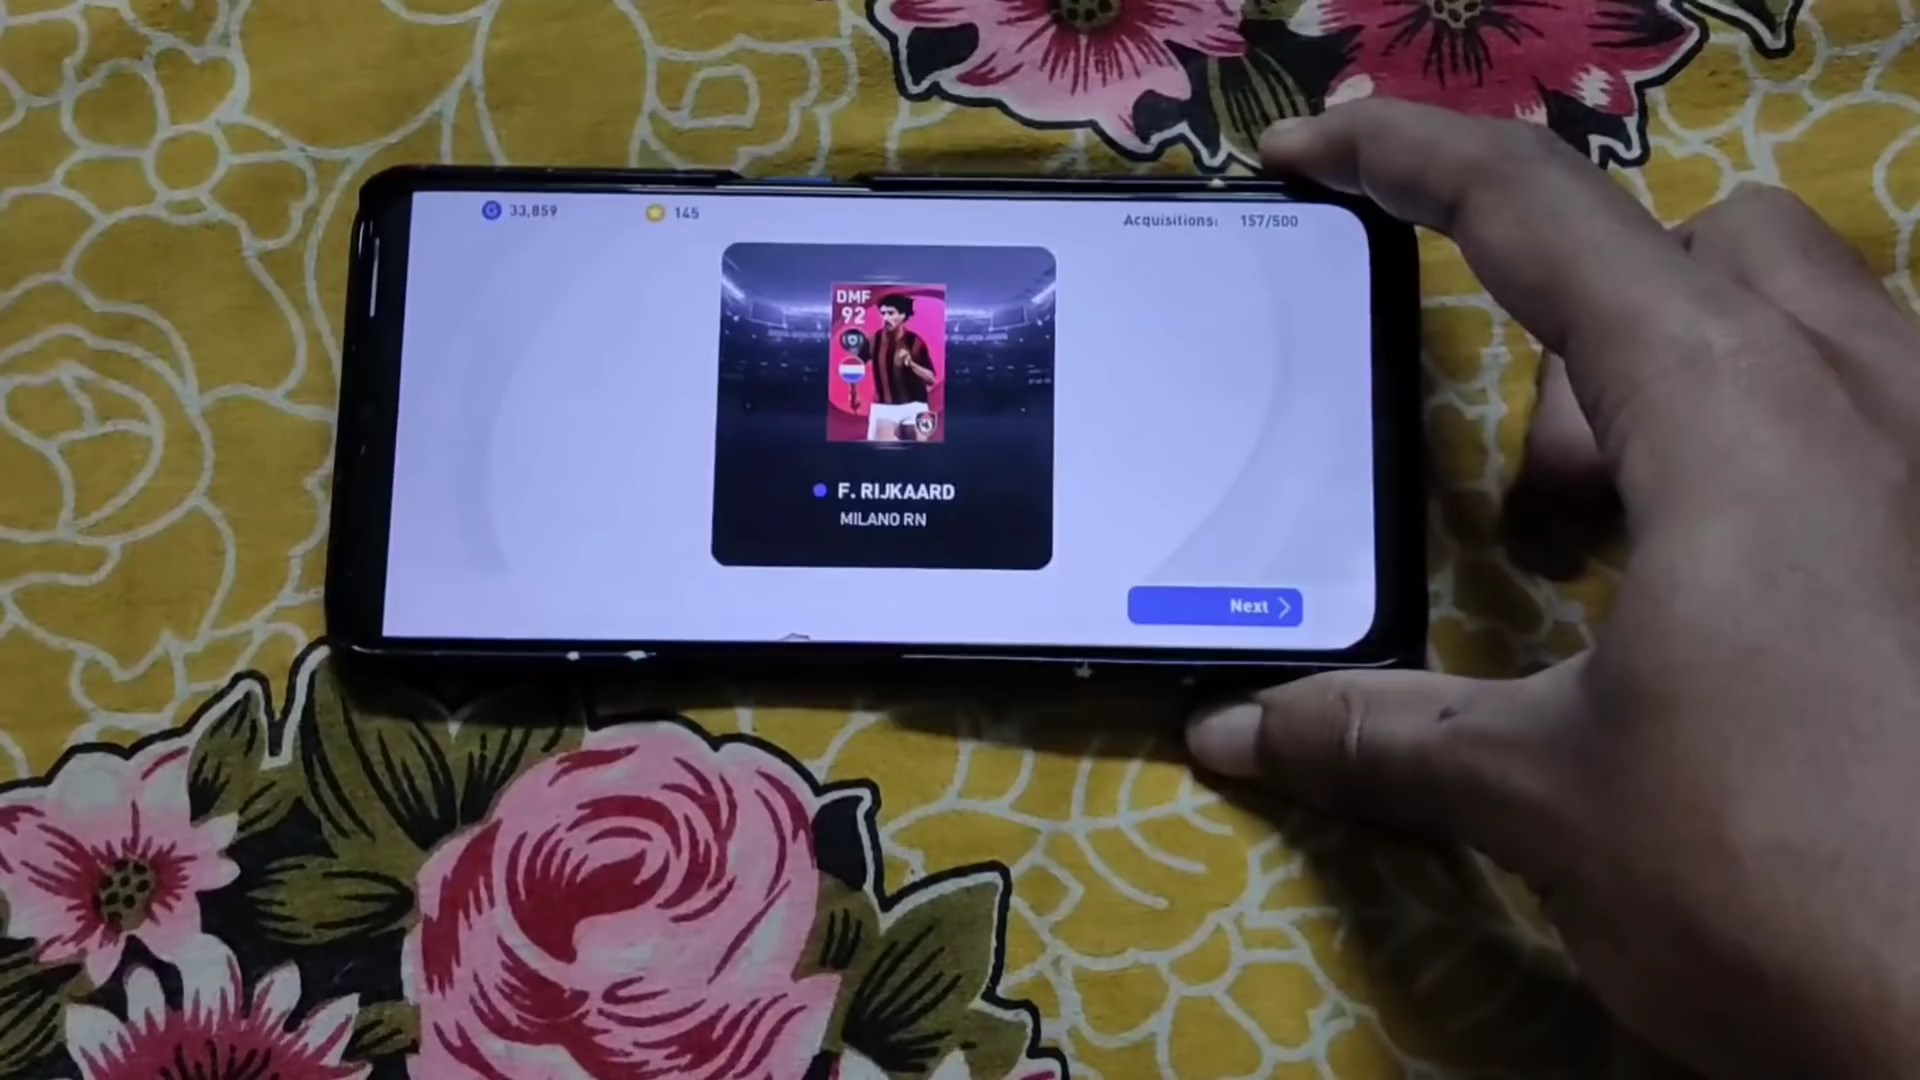 33,859
145
Acquisitions: 157/500
DMF
92
F. RIJKAARD
MILANO RN
Next